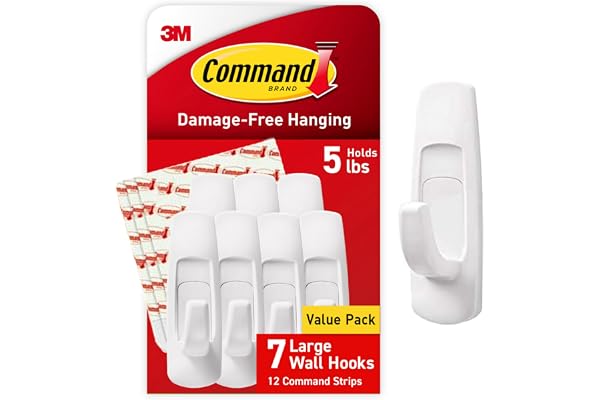 3M
Command
BRAND
Damage-Free Hanging
5 Holds lbs
Value Pack
7 Large Wall Hooks
12 Command Strips